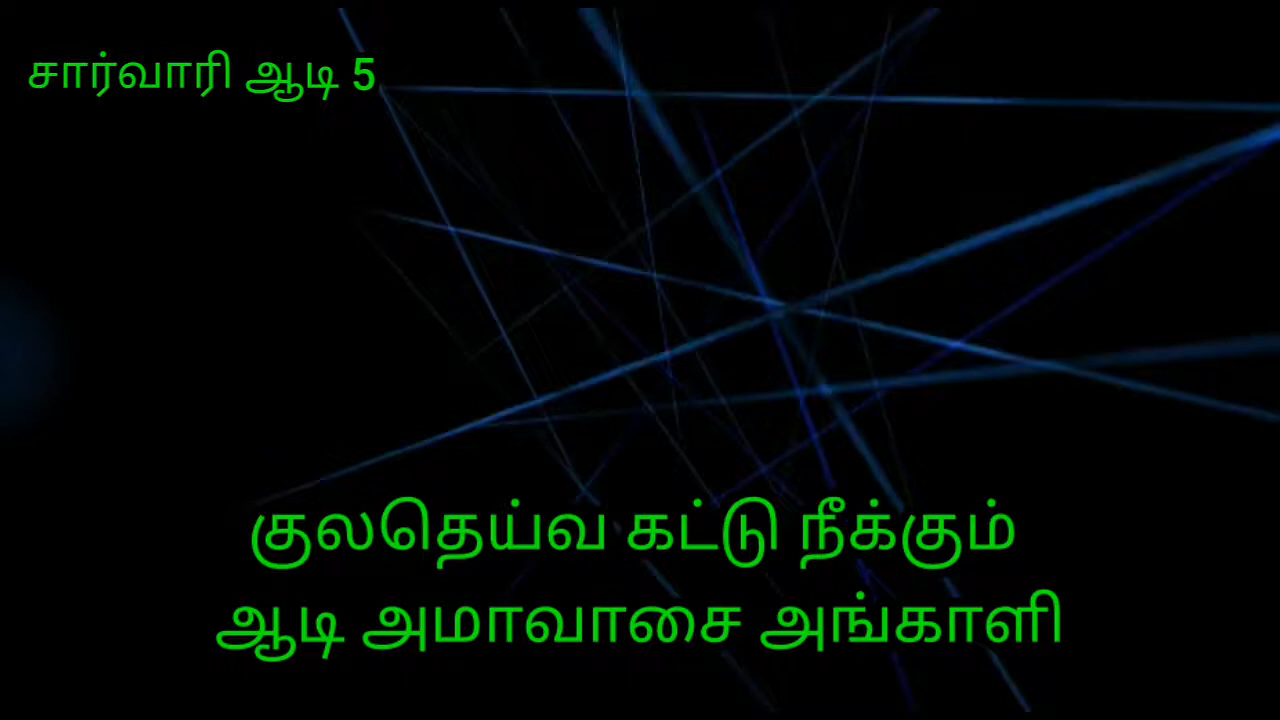 சார்வாரி ஆடி 5
குலதெய்வ கட்டு நீக்கும்
ஆடி அமாவாசை அங்காளி